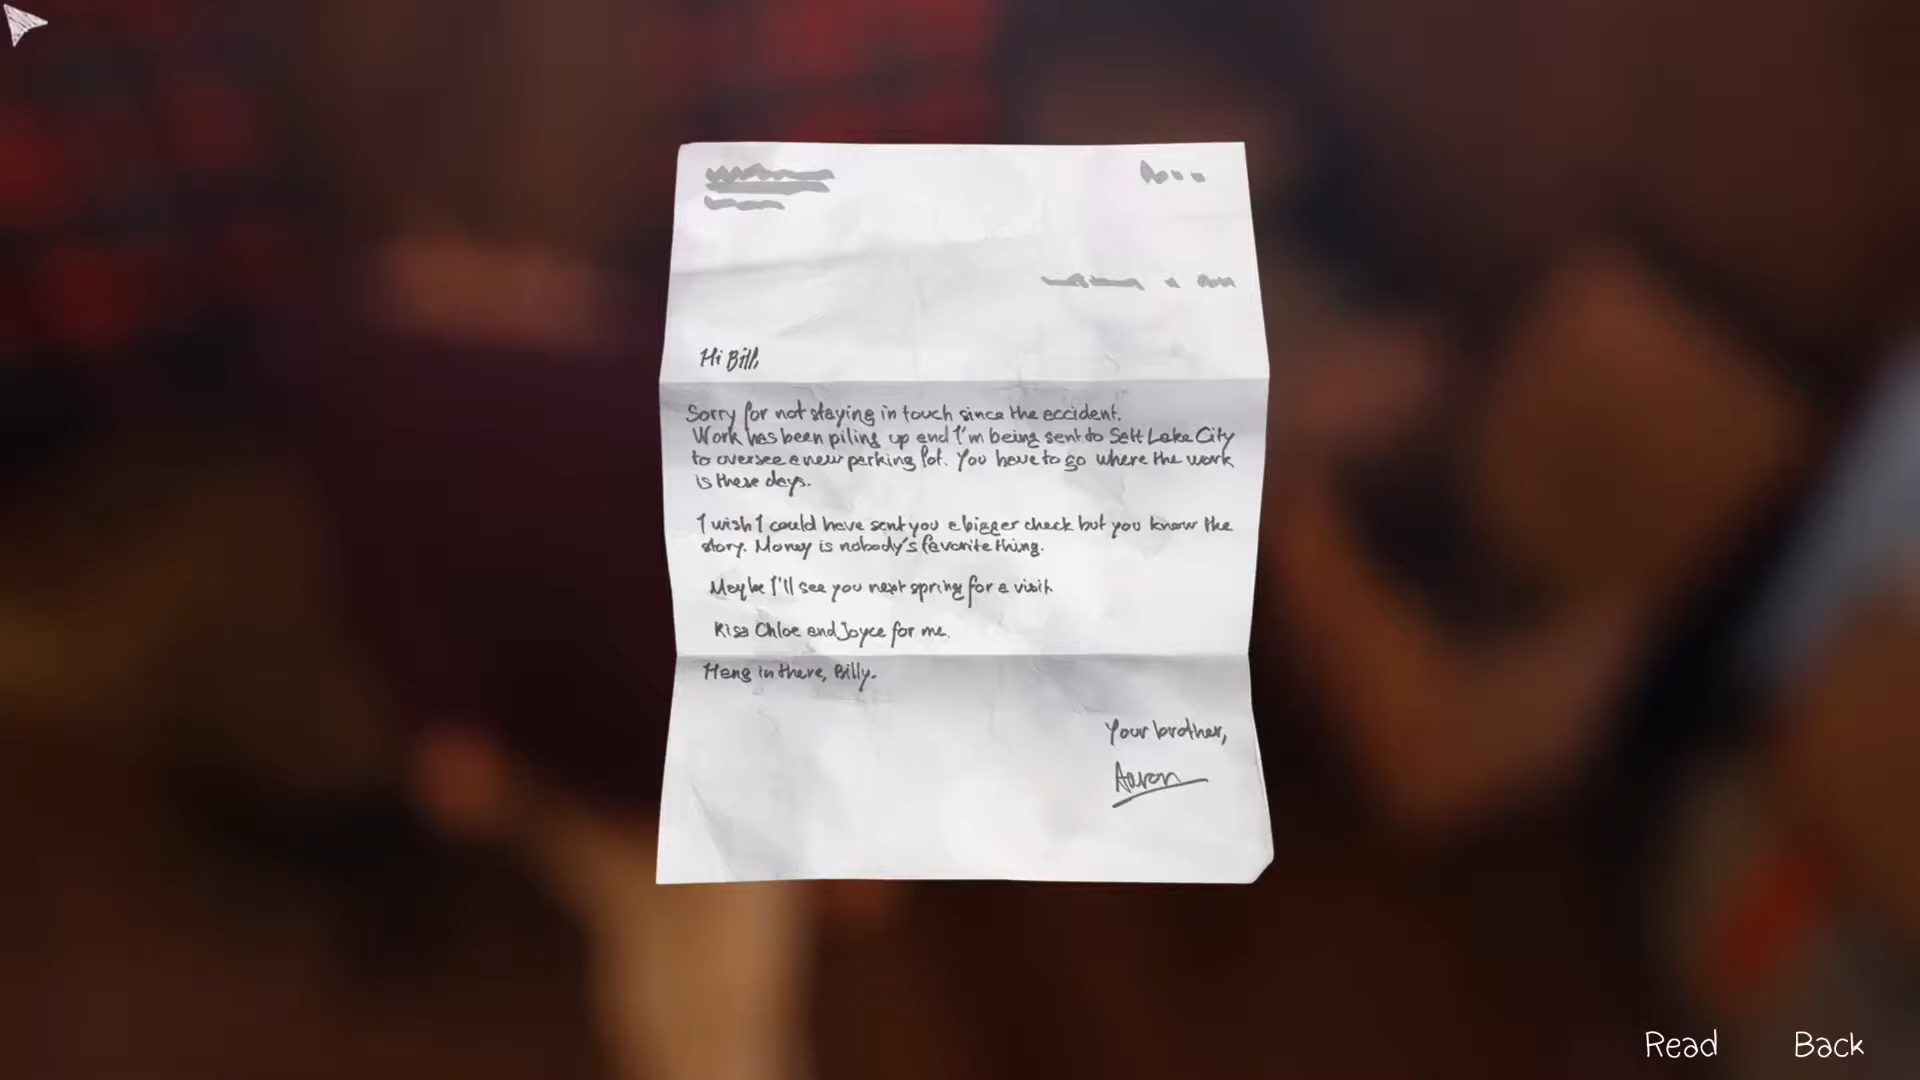 Hi Bill,
Sorry for not staying in touch since the accident.
Work has been piling up and I'm being sent to Salt Lake City
to oversee a new parking lot. You have to go where the work
is these days.
I wish I could have sent you a bigger check but you know the
story. Money is nobody's favorite thing.
Maybe I'll see you next spring for a visit.
Kiss Chloe and Joyce for me.
Hang in there, Billy.
Your brother,
Aaron
Read
Back